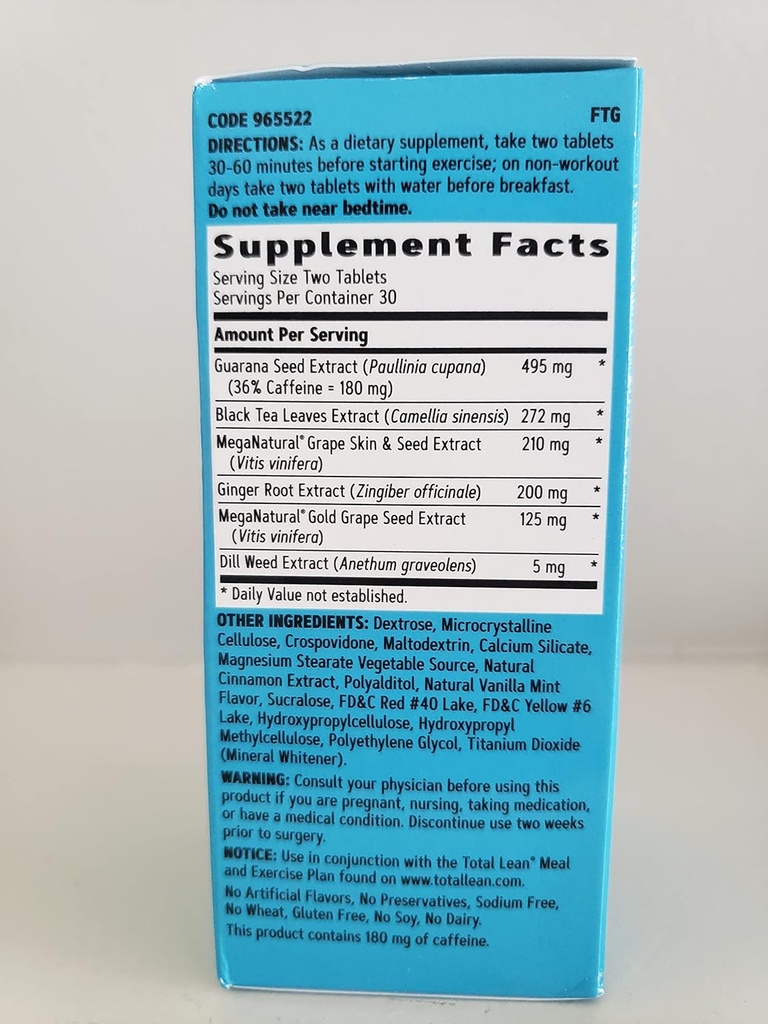 CODE 965522 FTG
DIRECTIONS: As a dietary supplement, take two tablets
30-60 minutes before starting exercise; on non-workout
days take two tablets with water before breakfast.
Do not take near bedtime.
Supplement Facts
Serving Size Two Tablets
Servings Per Container 30
Amount Per Serving
Guarana Seed Extract (Paullinia cupana) 495 mg *
(36% Caffeine = 180 mg)
Black Tea Leaves Extract (Camellia sinensis) 272 mg *
MegaNatural® Grape Skin & Seed Extract 210 mg *
(Vitis vinifera)
Ginger Root Extract (Zingiber officinale) 200 mg *
MegaNatural® Gold Grape Seed Extract 125 mg *
(Vitis vinifera)
Dill Weed Extract (Anethum graveolens) 5 mg *
* Daily Value not established.
OTHER INGREDIENTS: Dextrose, Microcrystalline
Cellulose, Crospovidone, Maltodextrin, Calcium Silicate,
Magnesium Stearate Vegetable Source, Natural
Cinnamon Extract, Polyalditol, Natural Vanilla Mint
Flavor, Sucralose, FD&C Red #40 Lake, FD&C Yellow #6
Lake, Hydroxypropylcellulose, Hydroxypropyl
Methylcellulose, Polyethylene Glycol, Titanium Dioxide
(Mineral Whitener).
WARNING: Consult your physician before using this
product if you are pregnant, nursing, taking medication,
or have a medical condition. Discontinue use two weeks
prior to surgery.
NOTICE: Use in conjunction with the Total Lean® Meal
and Exercise Plan found on www.totallean.com.
No Artificial Flavors, No Preservatives, Sodium Free,
No Wheat, Gluten Free, No Soy, No Dairy.
This product contains 180 mg of caffeine.